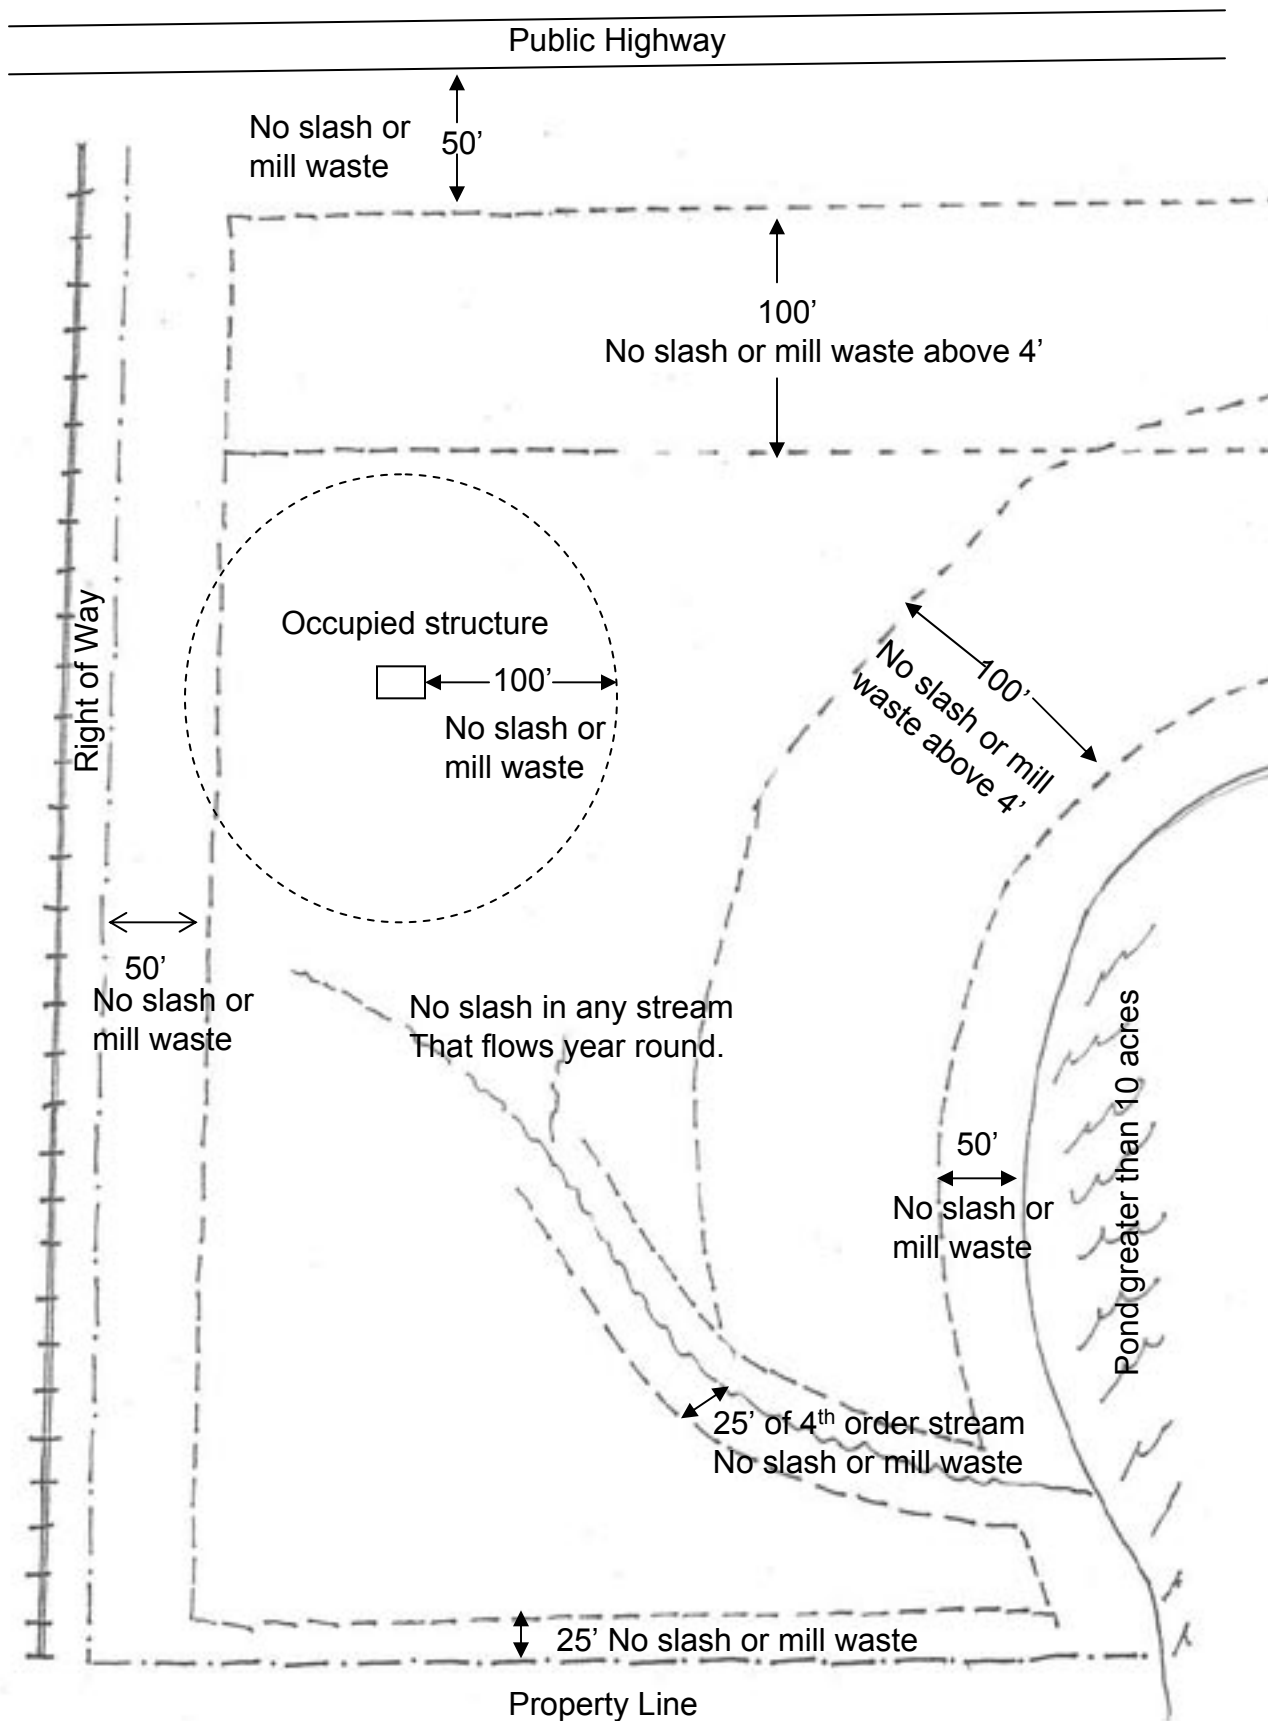 Public Highway
No slash or
mill waste
50’
100’
No slash or mill waste above 4’
Right of Way
Occupied structure
100’
No slash or
mill waste
100’
No slash or mill
waste above 4’
50’
No slash or
mill waste
No slash in any stream
That flows year round.
50’
No slash or
mill waste
Pond greater than 10 acres
25’ of 4th order stream
No slash or mill waste
25’ No slash or mill waste
Property Line